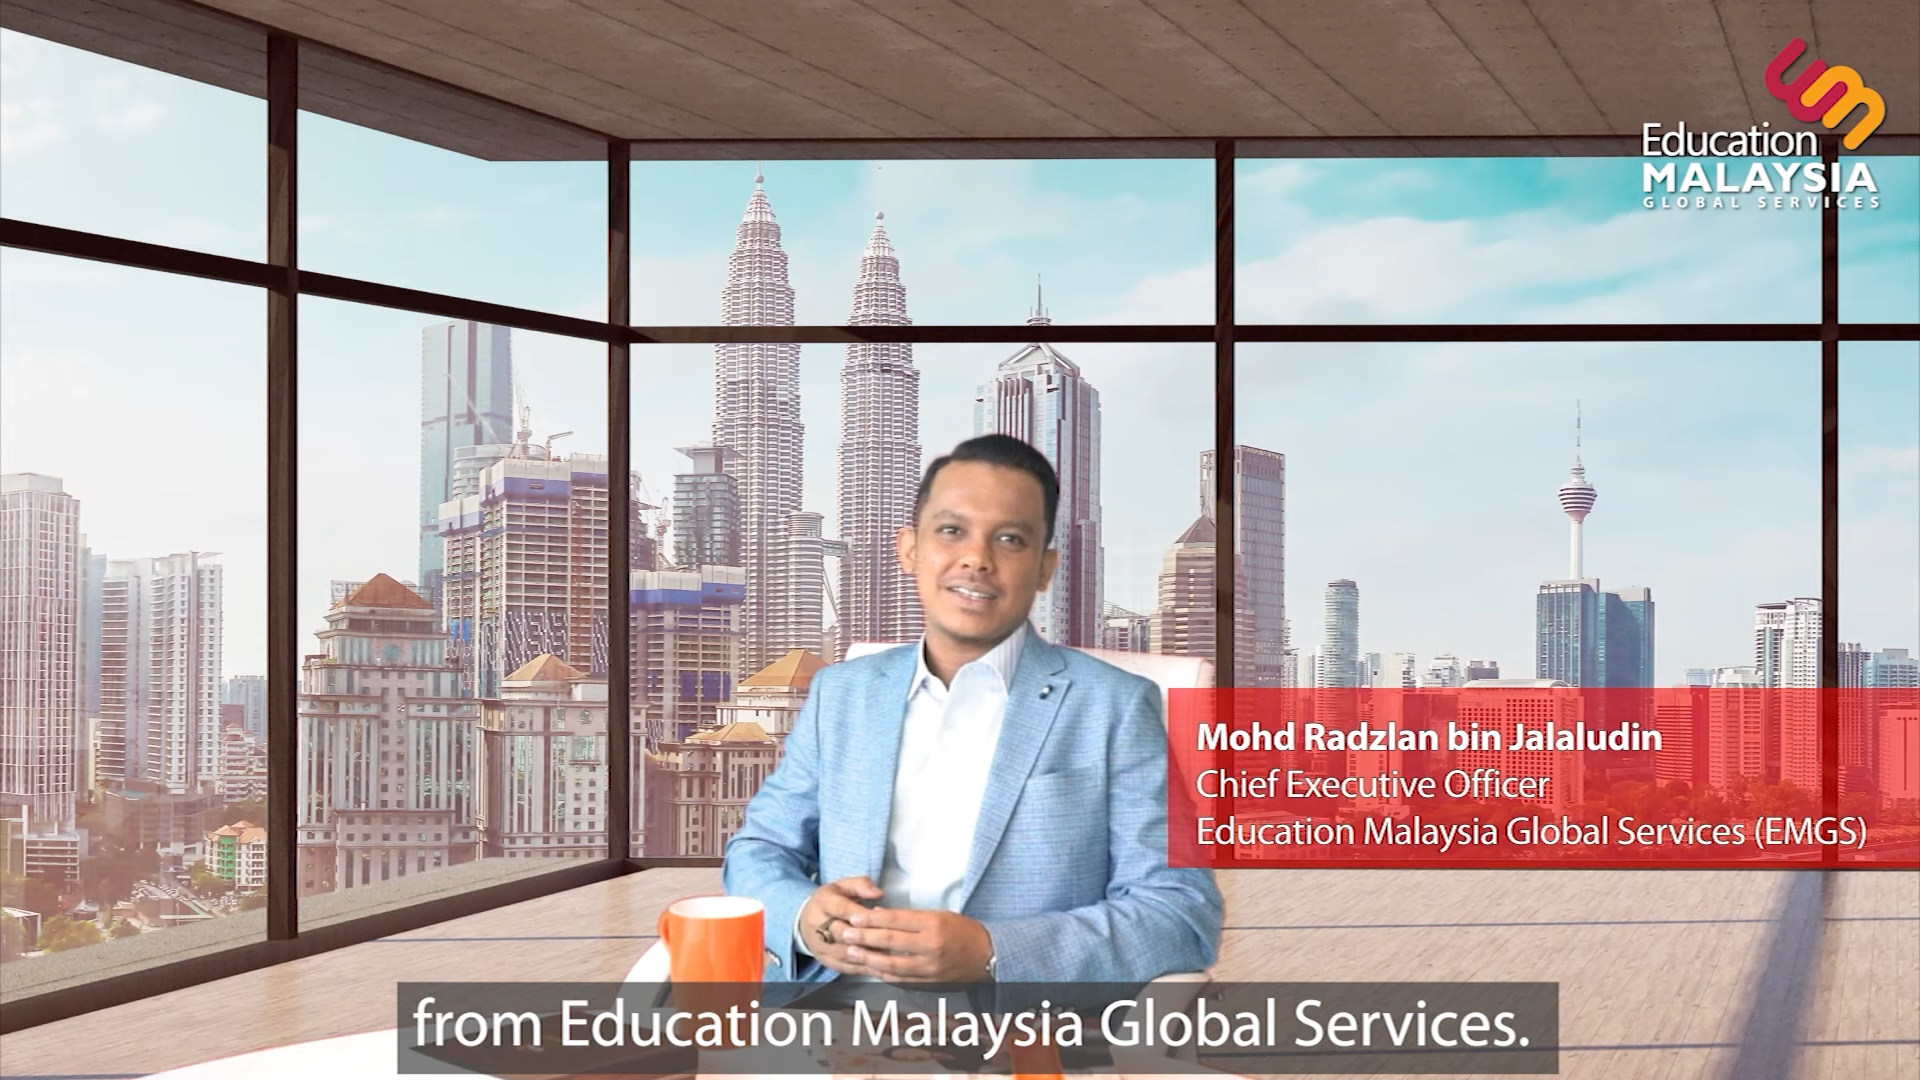 Education
MALAYSIA
GLOBAL SERVICES
Mohd Radzlan bin Jalaludin
Chief Executive Officer
Education Malaysia Global Services (EMGS)
from Education Malaysia Global Services.